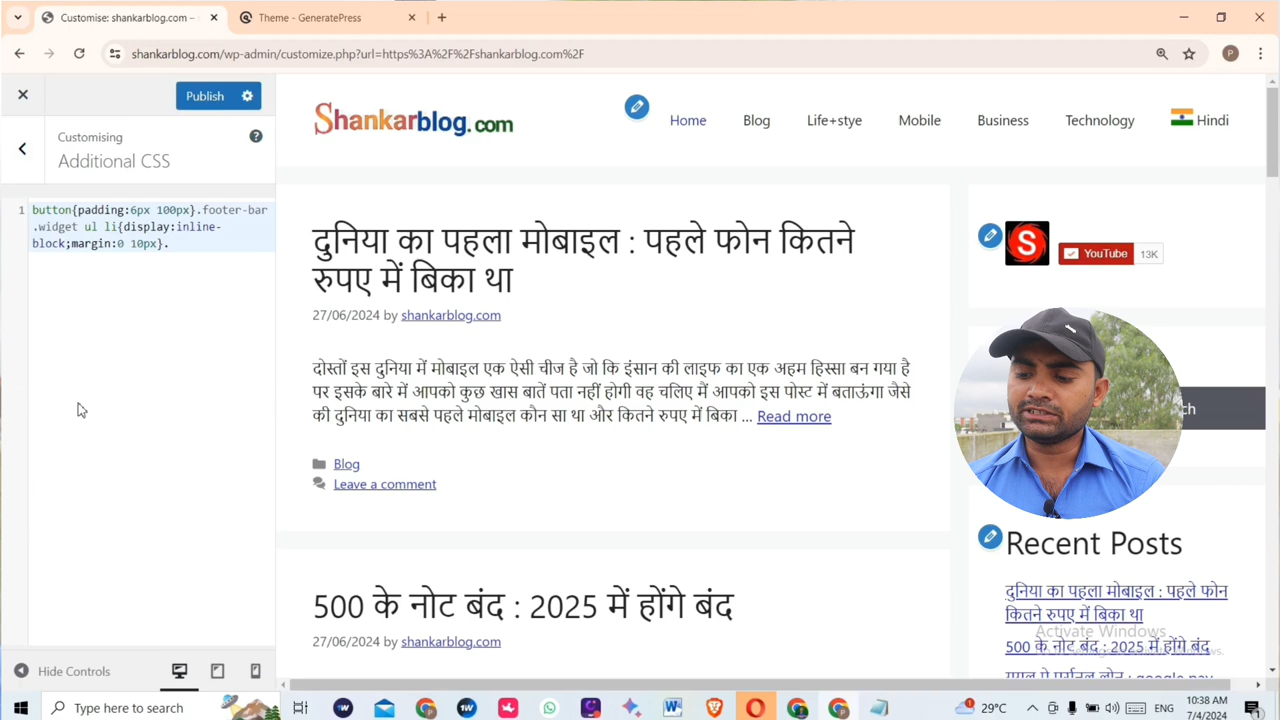 Customise: shankarblog.com –
Theme - GeneratePress
shankarblog.com/wp-admin/customize.php?url=https%3A%2F%2Fshankarblog.com%2F
P
Publish
Customising
Additional CSS
1
button{padding:6px 100px}.footer-bar
.widget ul li{display:inline-
block;margin:0 10px}.
Hide Controls
Shankarblog.com
Home
Blog
Life+stye
Mobile
Business
Technology
Hindi
दुनिया का पहला मोबाइल : पहले फोन कितने
रुपए में बिका था
27/06/2024 by shankarblog.com
दोस्तों इस दुनिया में मोबाइल एक ऐसी चीज है जो कि इंसान की लाइफ का एक अहम हिस्सा बन गया है
पर इसके बारे में आपको कुछ खास बातें पता नहीं होगी वह चलिए मैं आपको इस पोस्ट में बताऊंगा जैसे
की दुनिया का सबसे पहले मोबाइल कौन सा था और कितने रुपए में बिका ... Read more
Blog
Leave a comment
500 के नोट बंद : 2025 में होंगे बंद
27/06/2024 by shankarblog.com
S
YouTube
13K
ch
Recent Posts
दुनिया का पहला मोबाइल : पहले फोन
कितने रुपए में बिका था
Activate Windows
500 के नोट बंद : 2025 में होंगे बंद
Type here to search
29°C
ENG
10:38 AM
7/4/2024